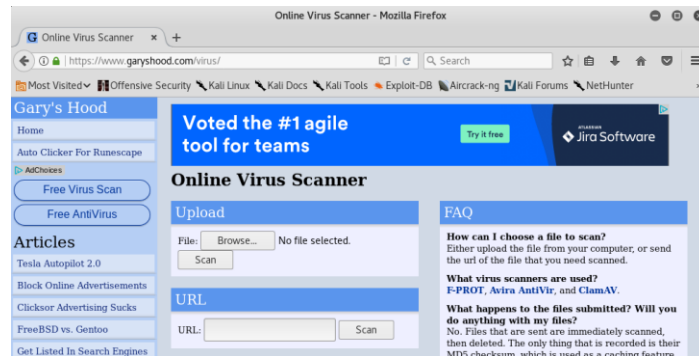 Online Virus Scanner - Mozilla Firefox
G Online Virus Scanner × +
https://www.garyshood.com/virus/
Search
Most Visited Offensive Security Kali Linux Kali Docs Kali Tools Exploit-DB Aircrack-ng Kali Forums NetHunter
Gary's Hood
Home
Auto Clicker For Runescape
AdChoices
Free Virus Scan
Free AntiVirus
Articles
Tesla Autopilot 2.0
Block Online Advertisements
Clicksor Advertising Sucks
FreeBSD vs. Gentoo
Get Listed In Search Engines
Voted the #1 agile
tool for teams
Try it free
ATLASSIAN
Jira Software
Online Virus Scanner
Upload
File: Browse... No file selected.
Scan
URL
URL: Scan
FAQ
How can I choose a file to scan?
Either upload the file from your computer, or send
the url of the file that you need scanned.
What virus scanners are used?
F-PROT, Avira AntiVir, and ClamAV.
What happens to the files submitted? Will you
do anything with my files?
No. Files that are sent are immediately scanned,
then deleted. The only thing that is recorded is their
MD5 checksum, which is used as a caching feature